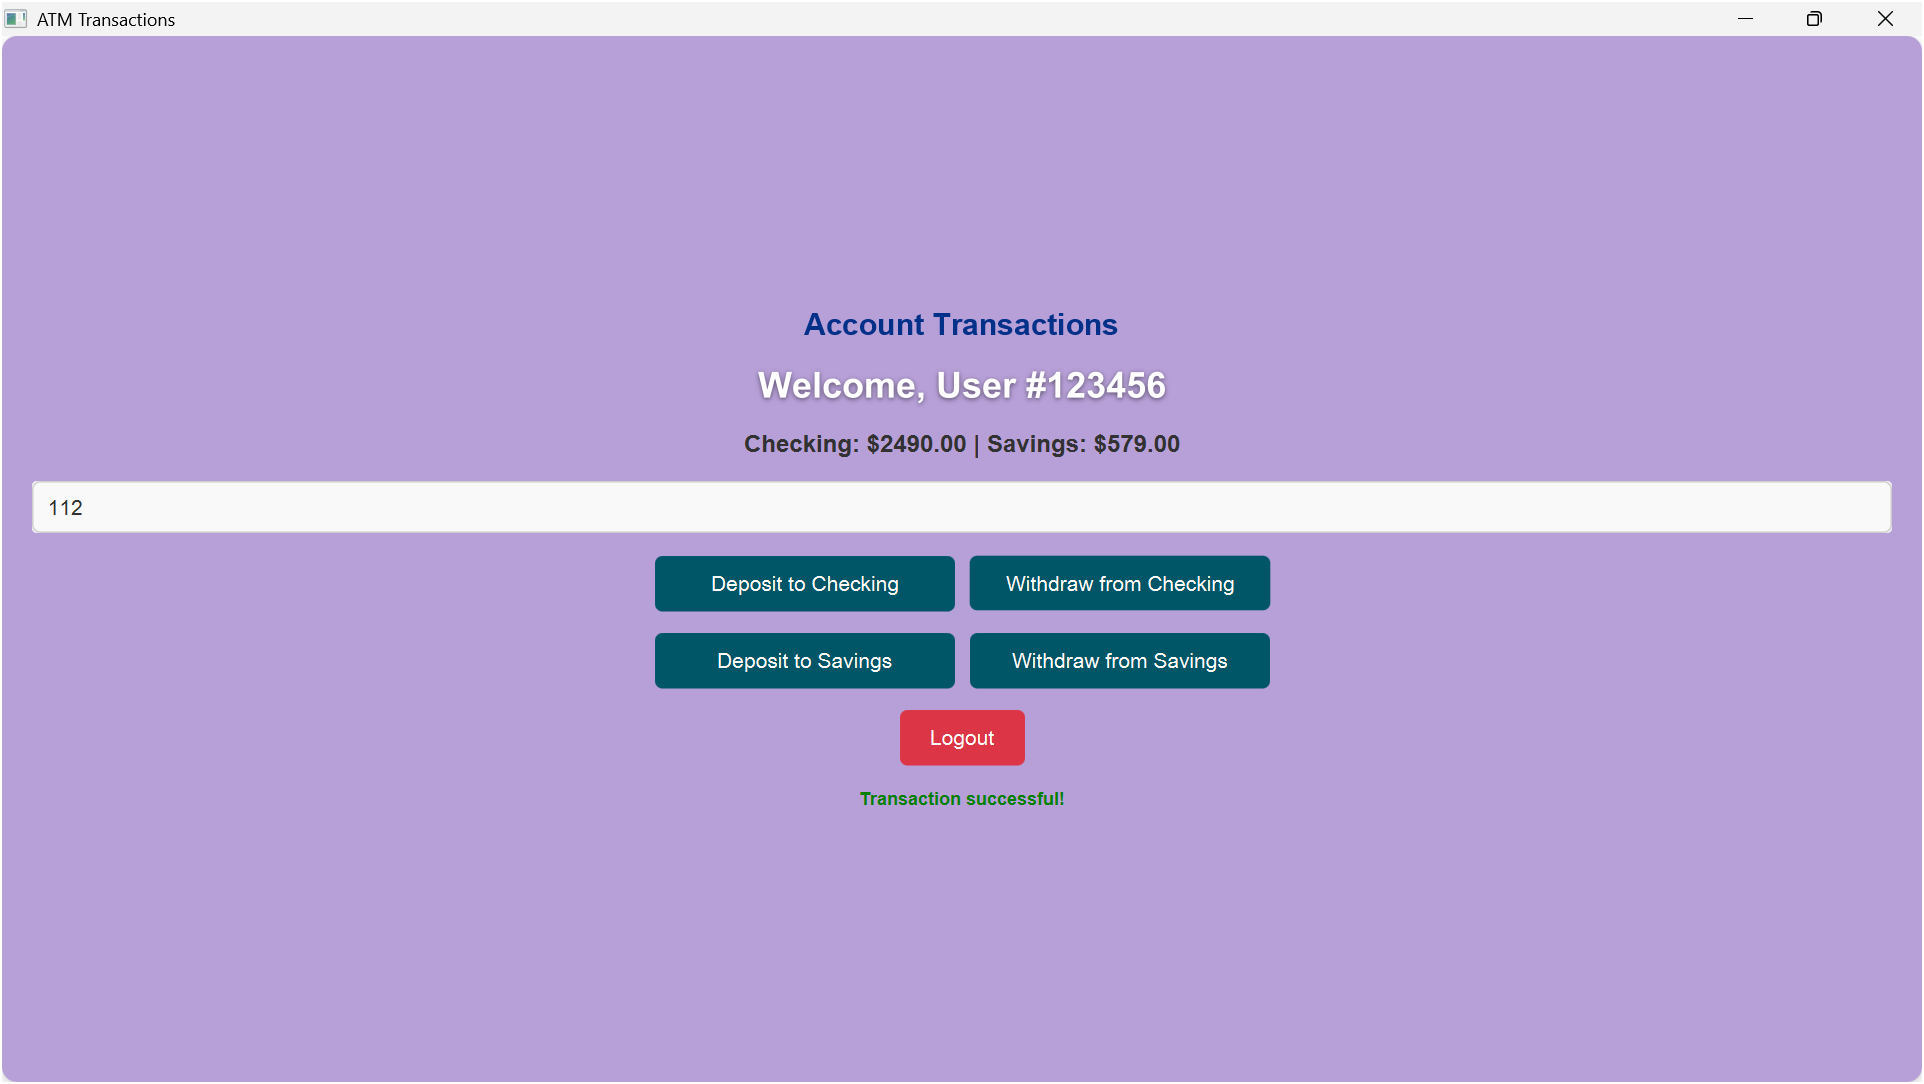 ATM Transactions
Account Transactions
Welcome, User #123456
Checking: $2490.00 | Savings: $579.00
112
Deposit to Checking Withdraw from Checking
Deposit to Savings Withdraw from Savings
Logout
Transaction successful!